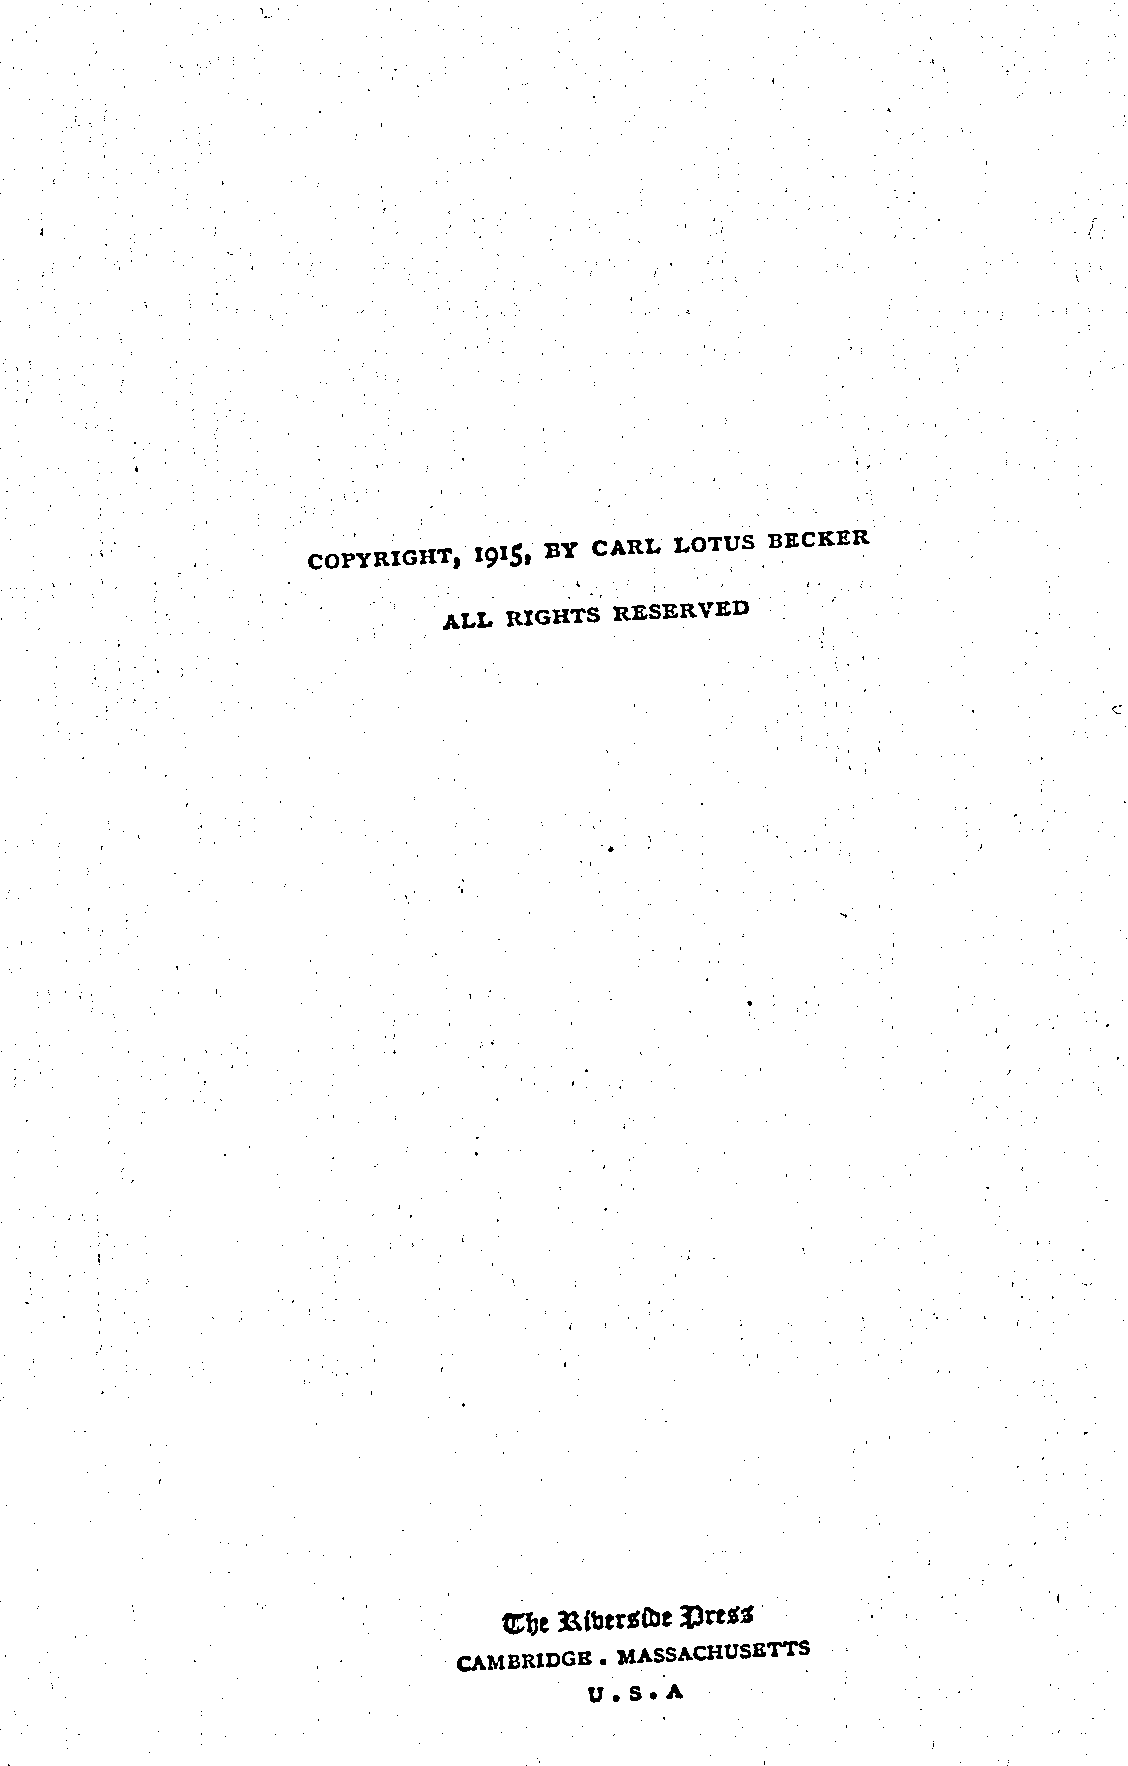 COPYRIGHT, 1915, BY CARL LOTUS BECKER
ALL RIGHTS RESERVED
The Riverside Press
CAMBRIDGE . MASSACHUSETTS
U . S . A